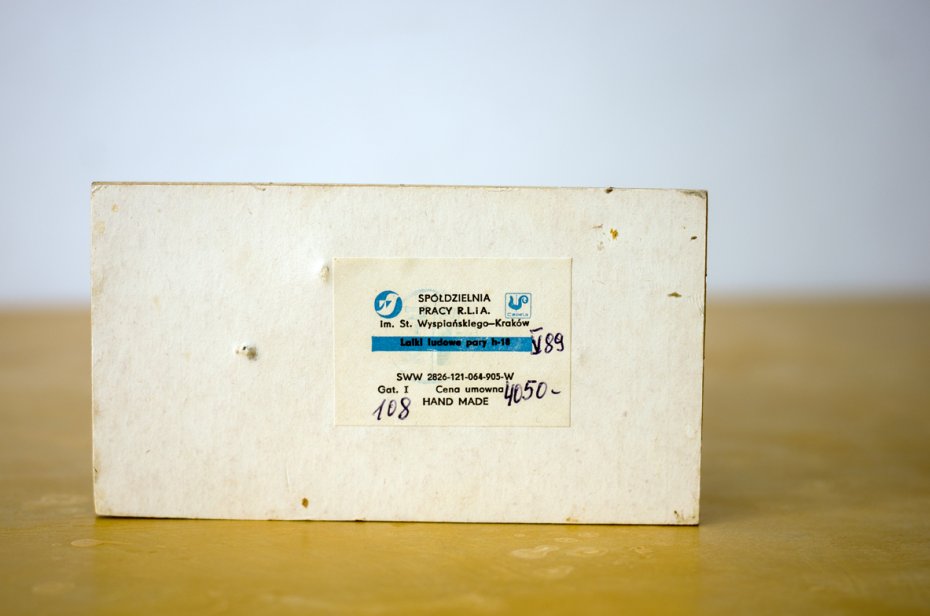 SPÓŁDZIELNIA
PRACY R.L.i A.
Im. St. Wyspiańskiego—Kraków
Lalki ludowe pary h-18 V 89
SWW 2826-121-064-905-W
Gat. I Cena umowna 4050-
108 HAND MADE